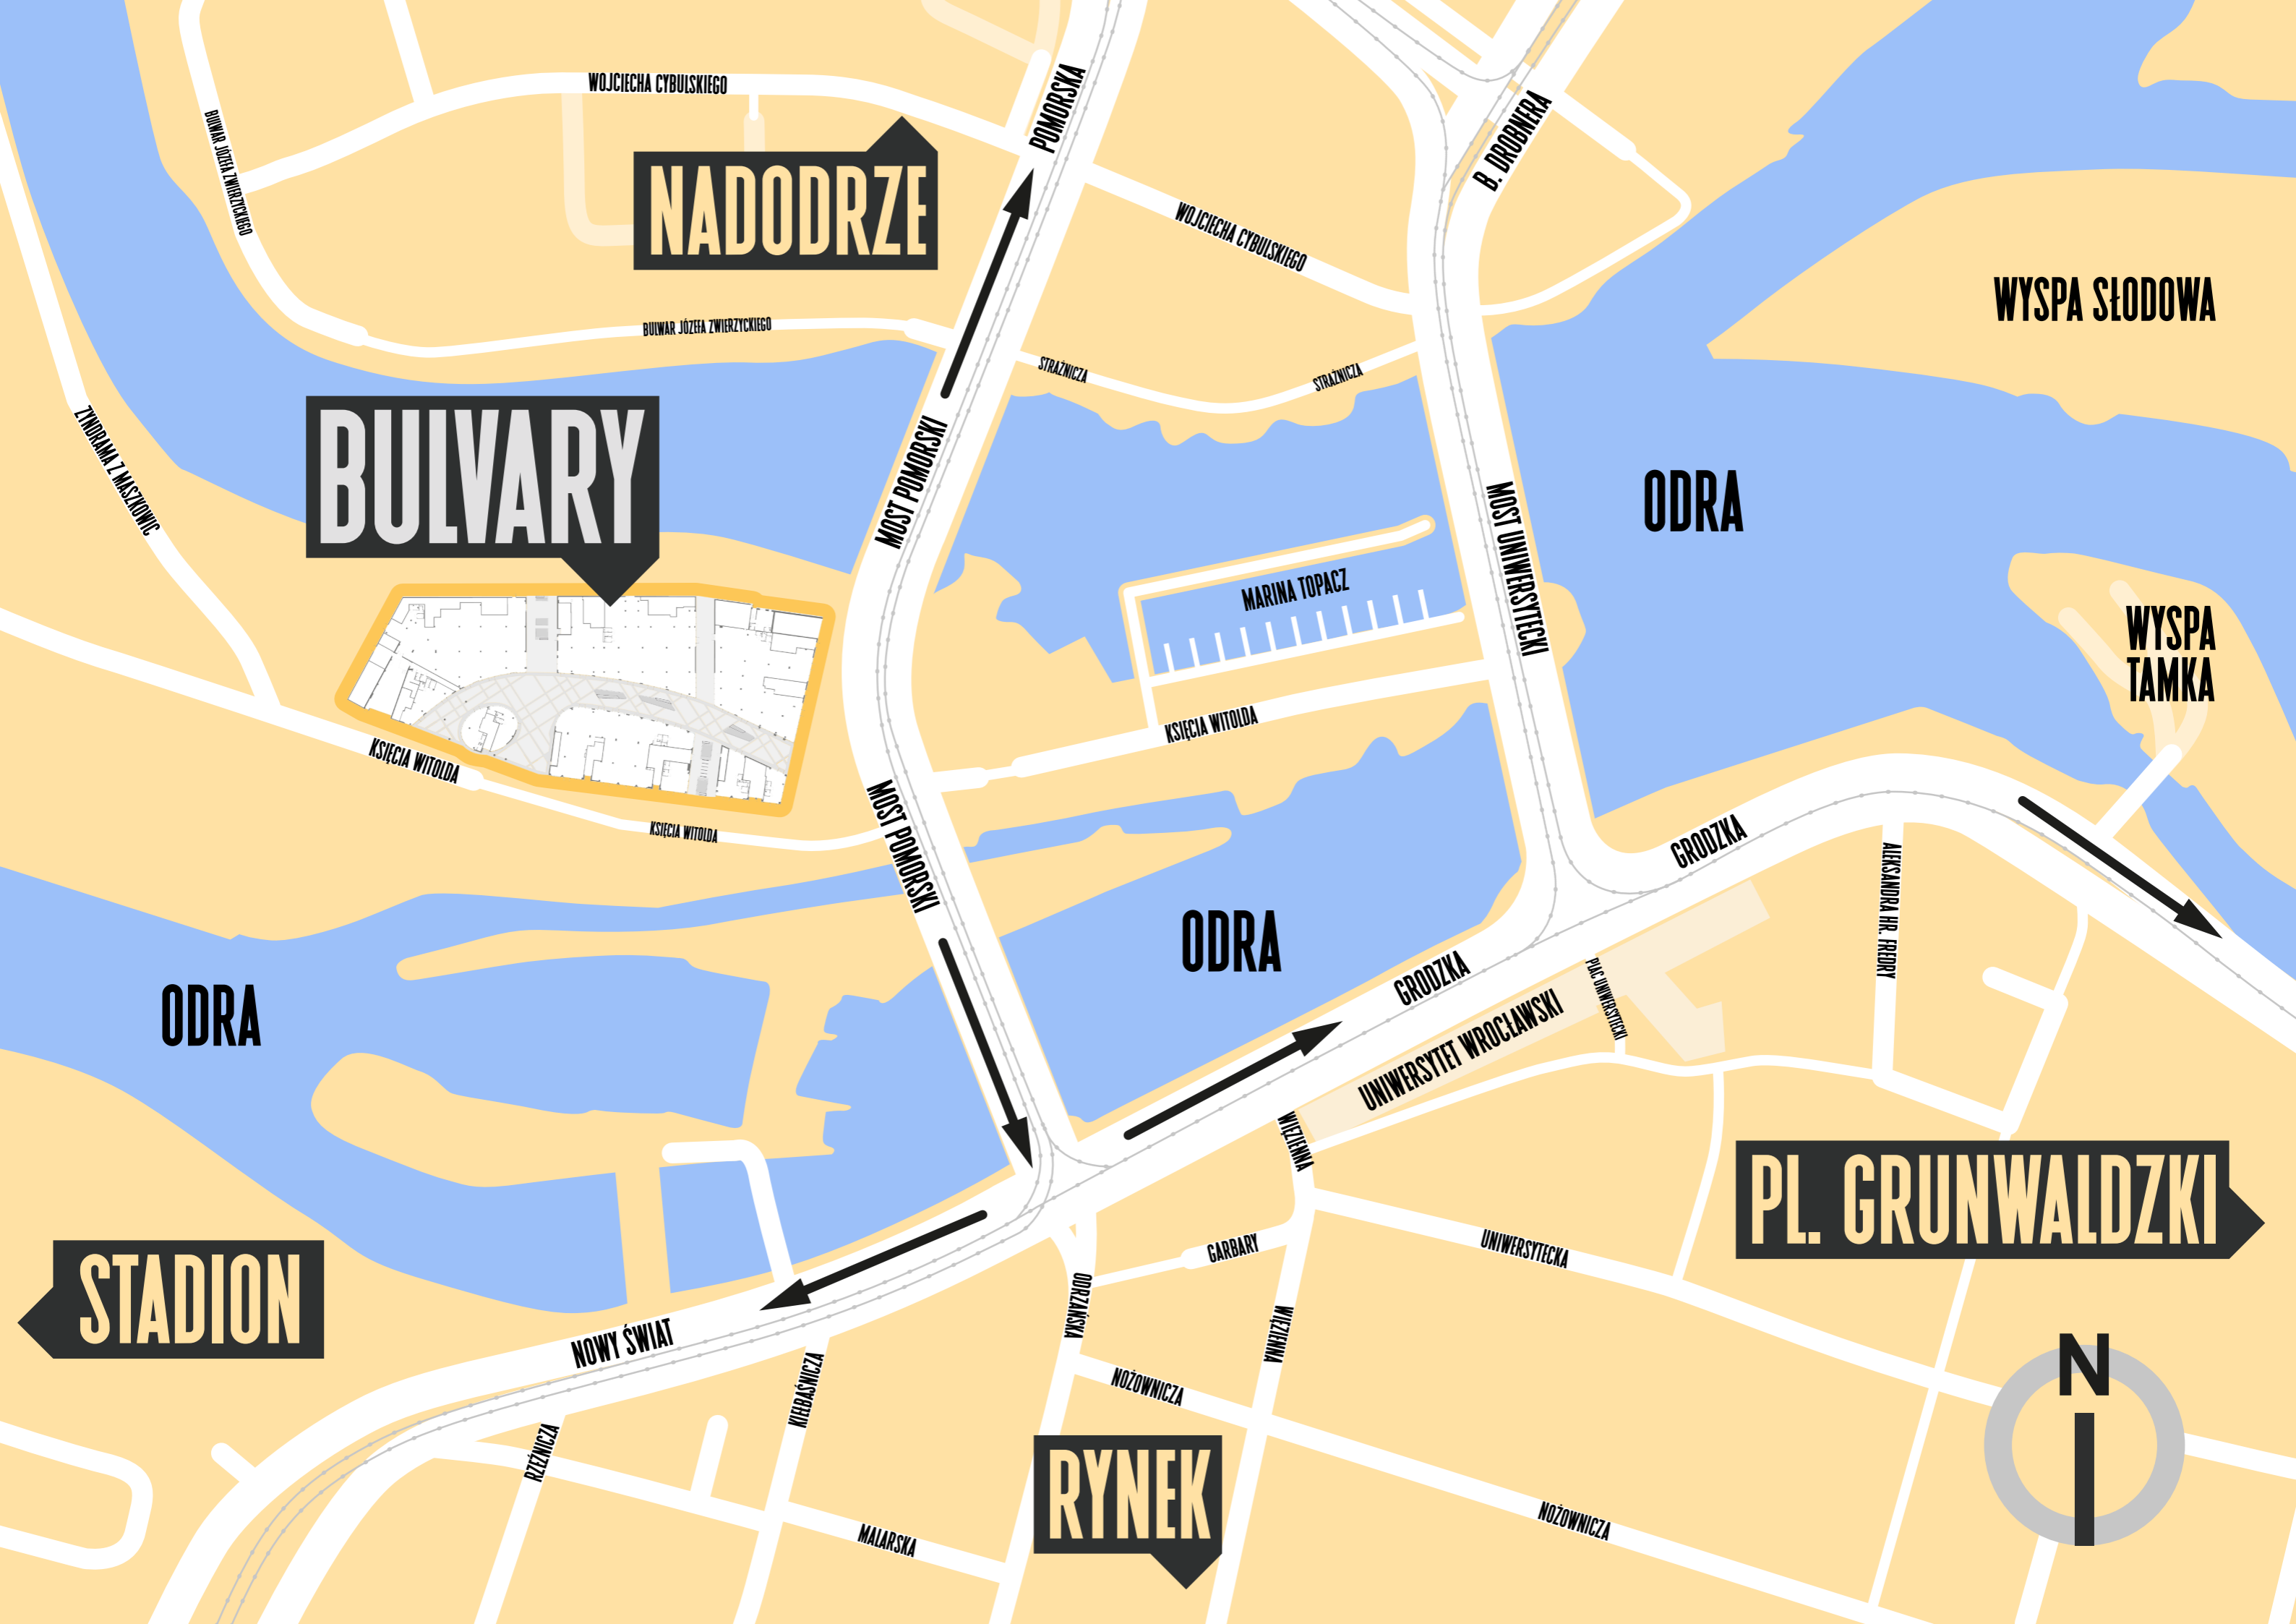 WOJCIECHA CYBULSKIEGO
POMORSKA
B. DROBNERA
BULWAR JÓZEFA ZWIERZYCKIEGO
NADODRZE
WOJCIECHA CYBULSKIEGO
WYSPA SŁODOWA
BULWAR JÓZEFA ZWIERZYCKIEGO
STRAŻNICZA
STRAŻNICZA
ZYNDRAMA Z MASZKOWIC
BULVARY
MOST POMORSKI
MOST UNIWERSYTECKI
ODRA
MARINA TOPACZ
WYSPA
TAMKA
KSIĘCIA WITOLDA
KSIĘCIA WITOLDA
KSIĘCIA WITOLDA
MOST POMORSKI
GRODZKA
ALEKSANDRA HR. FREDRY
ODRA
GRODZKA
PLAC UNIWERSYTECKI
ODRA
UNIWERSYTET WROCŁAWSKI
WIĘZIENNA
PL. GRUNWALDZKI
STADION
GARBARY
UNIWERSYTECKA
ODRZAŃSKA
WIĘZIENNA
NOWY ŚWIAT
KIEŁBAŚNICZA
NOŻOWNICZA
N
RZEŹNICZA
RYNEK
MALARSKA
NOŻOWNICZA